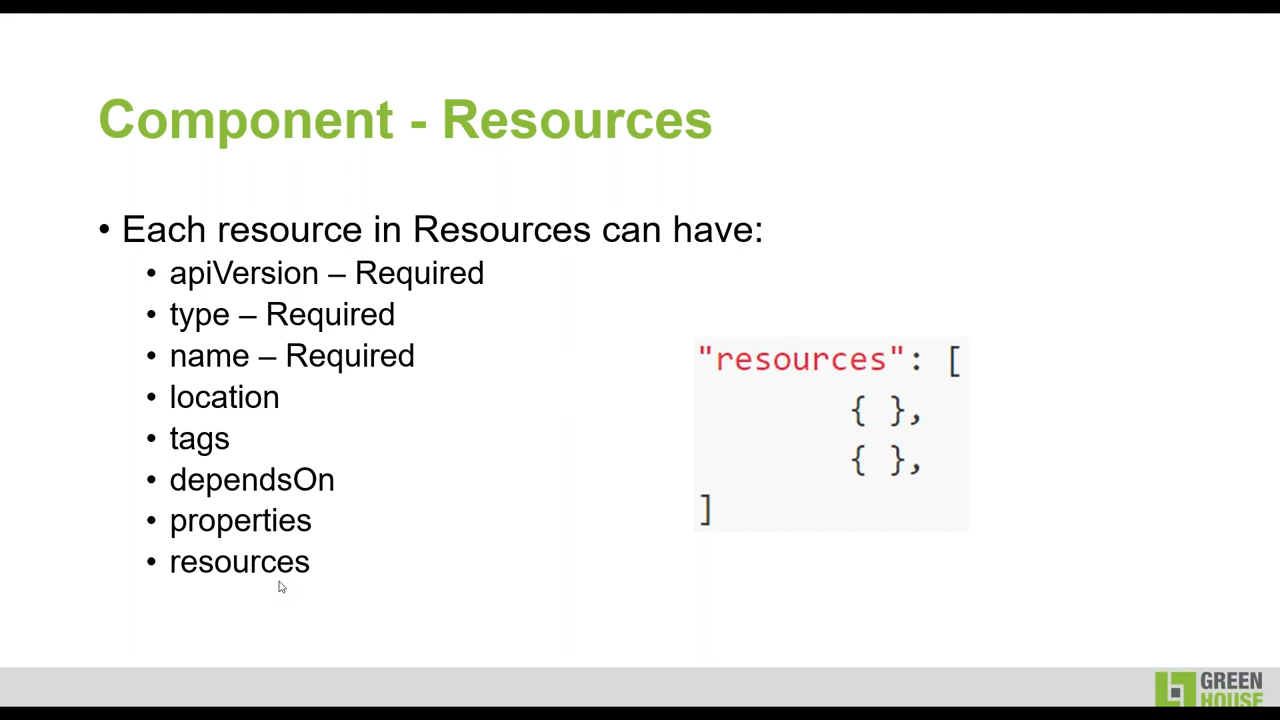 Component - Resources
• Each resource in Resources can have:
• apiVersion – Required
• type – Required
• name – Required
• location
• tags
• dependsOn
• properties
• resources
"resources": [
{ },
{ },
]
GREEN
HOUSE